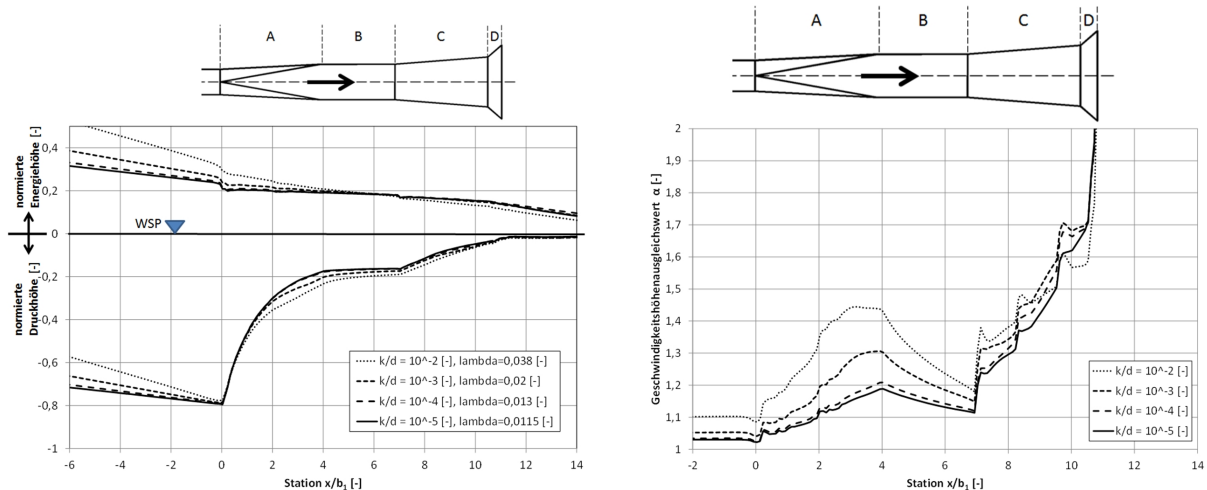 A B C D
normierte
Energiehöhe [-]
normierte
Druckhöhe [-]
0,4
0,2
0
-0,2
-0,4
-0,6
-0,8
-1
WSP
k/d = 10^-2 [-], lambda=0,038 [-]
k/d = 10^-3 [-], lambda=0,02 [-]
k/d = 10^-4 [-], lambda=0,013 [-]
k/d = 10^-5 [-], lambda=0,0115 [-]
-6 -4 -2 0 2 4 6 8 10 12 14
Station x/b1 [-]
A B C D
Geschwindigkeitshöhenausgleichswert α [-]
2
1,9
1,8
1,7
1,6
1,5
1,4
1,3
1,2
1,1
1
k/d = 10^-2 [-]
k/d = 10^-3 [-]
k/d = 10^-4 [-]
k/d = 10^-5 [-]
-2 0 2 4 6 8 10 12 14
Station x/b1 [-]